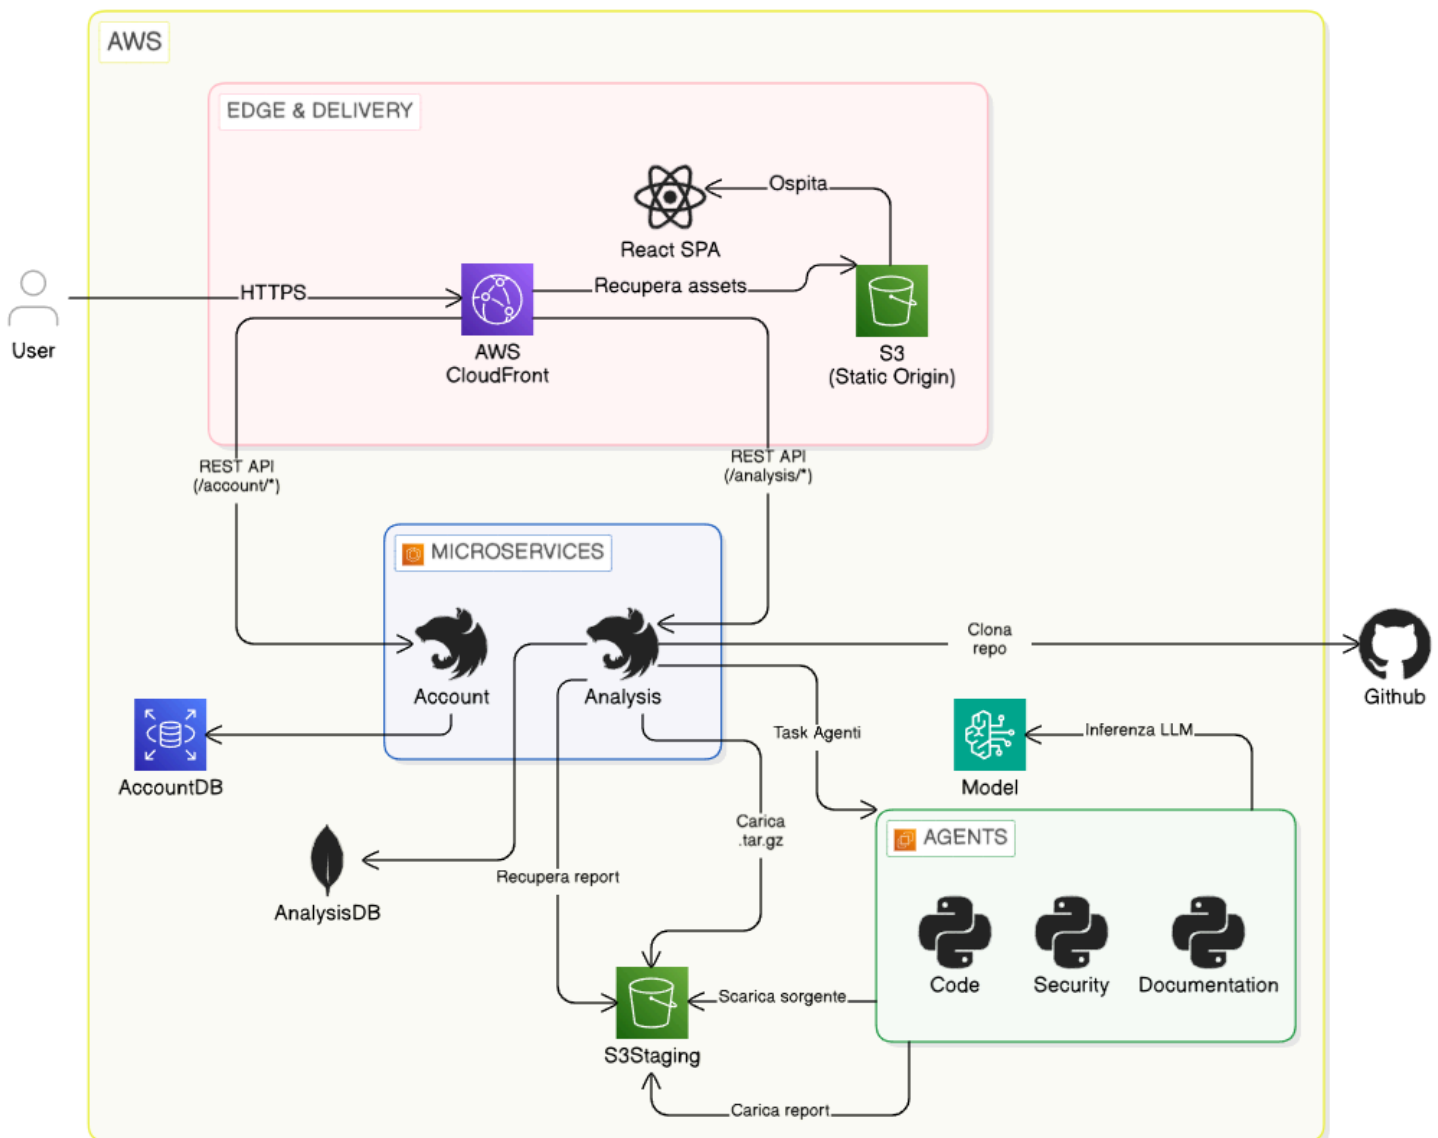 AWS
EDGE & DELIVERY
Ospita
React SPA
HTTPS
Recupera assets
User
AWS
CloudFront
S3
(Static Origin)
REST API
(/account/*)
REST API
(/analysis/*)
MICROSERVICES
Clona
repo
Account
Analysis
Github
Task Agenti
Inferenza LLM
AccountDB
Model
Carica
.tar.gz
AGENTS
Recupera report
AnalysisDB
Code
Security
Documentation
Scarica sorgente
S3Staging
Carica report